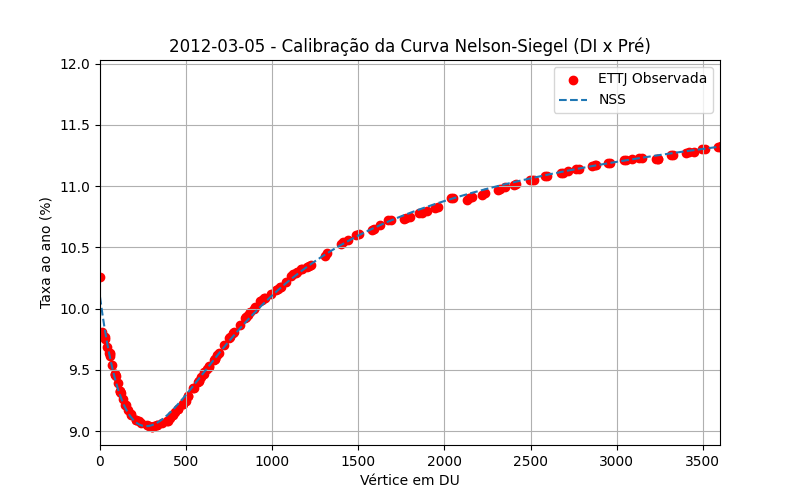 2012-03-05 - Calibração da Curva Nelson-Siegel (DI x Pré)
ETTJ Observada
NSS
Taxa ao ano (%)
12.0
11.5
11.0
10.5
10.0
9.5
9.0
0 500 1000 1500 2000 2500 3000 3500
Vértice em DU